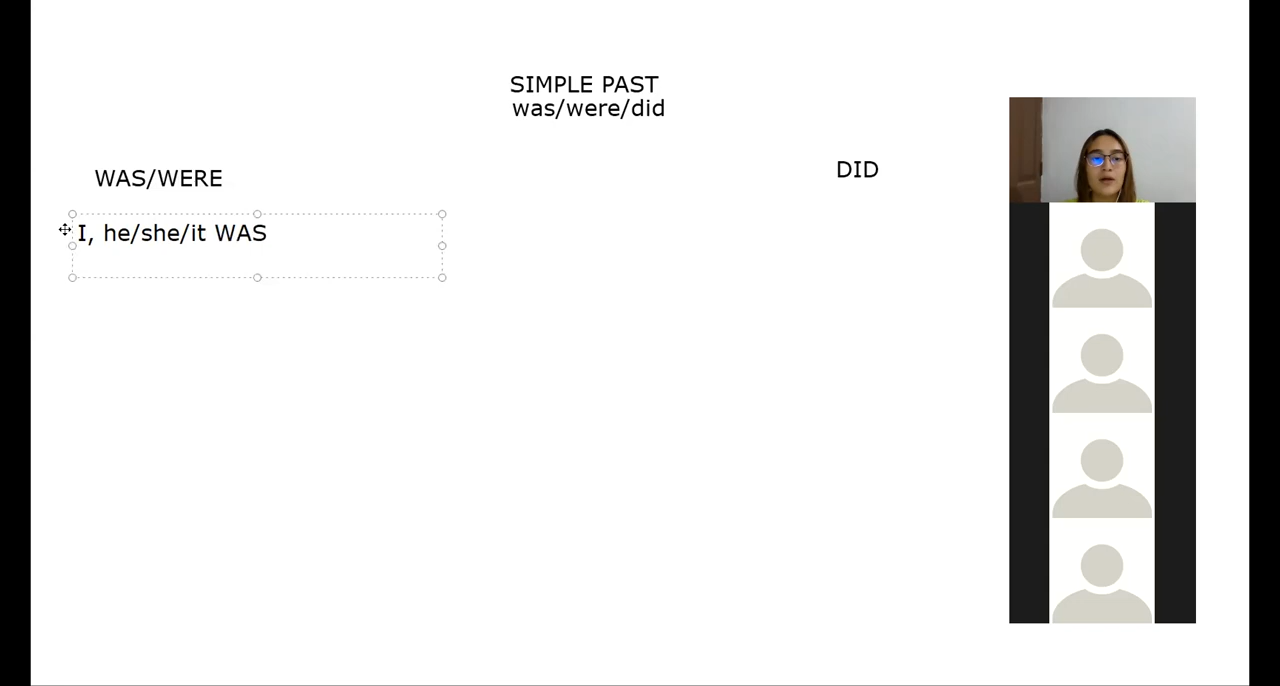 SIMPLE PAST
was/were/did
WAS/WERE
DID
I, he/she/it WAS